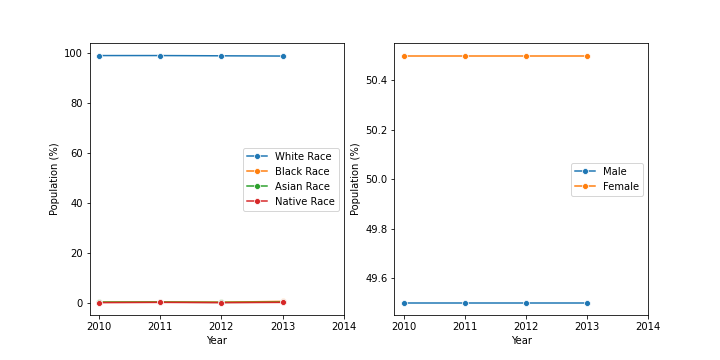 100
80
60
40
20
0
Population (%)
2010 2011 2012 2013 2014
Year
White Race
Black Race
Asian Race
Native Race
50.4
50.2
50.0
49.8
49.6
Population (%)
2010 2011 2012 2013 2014
Year
Male
Female